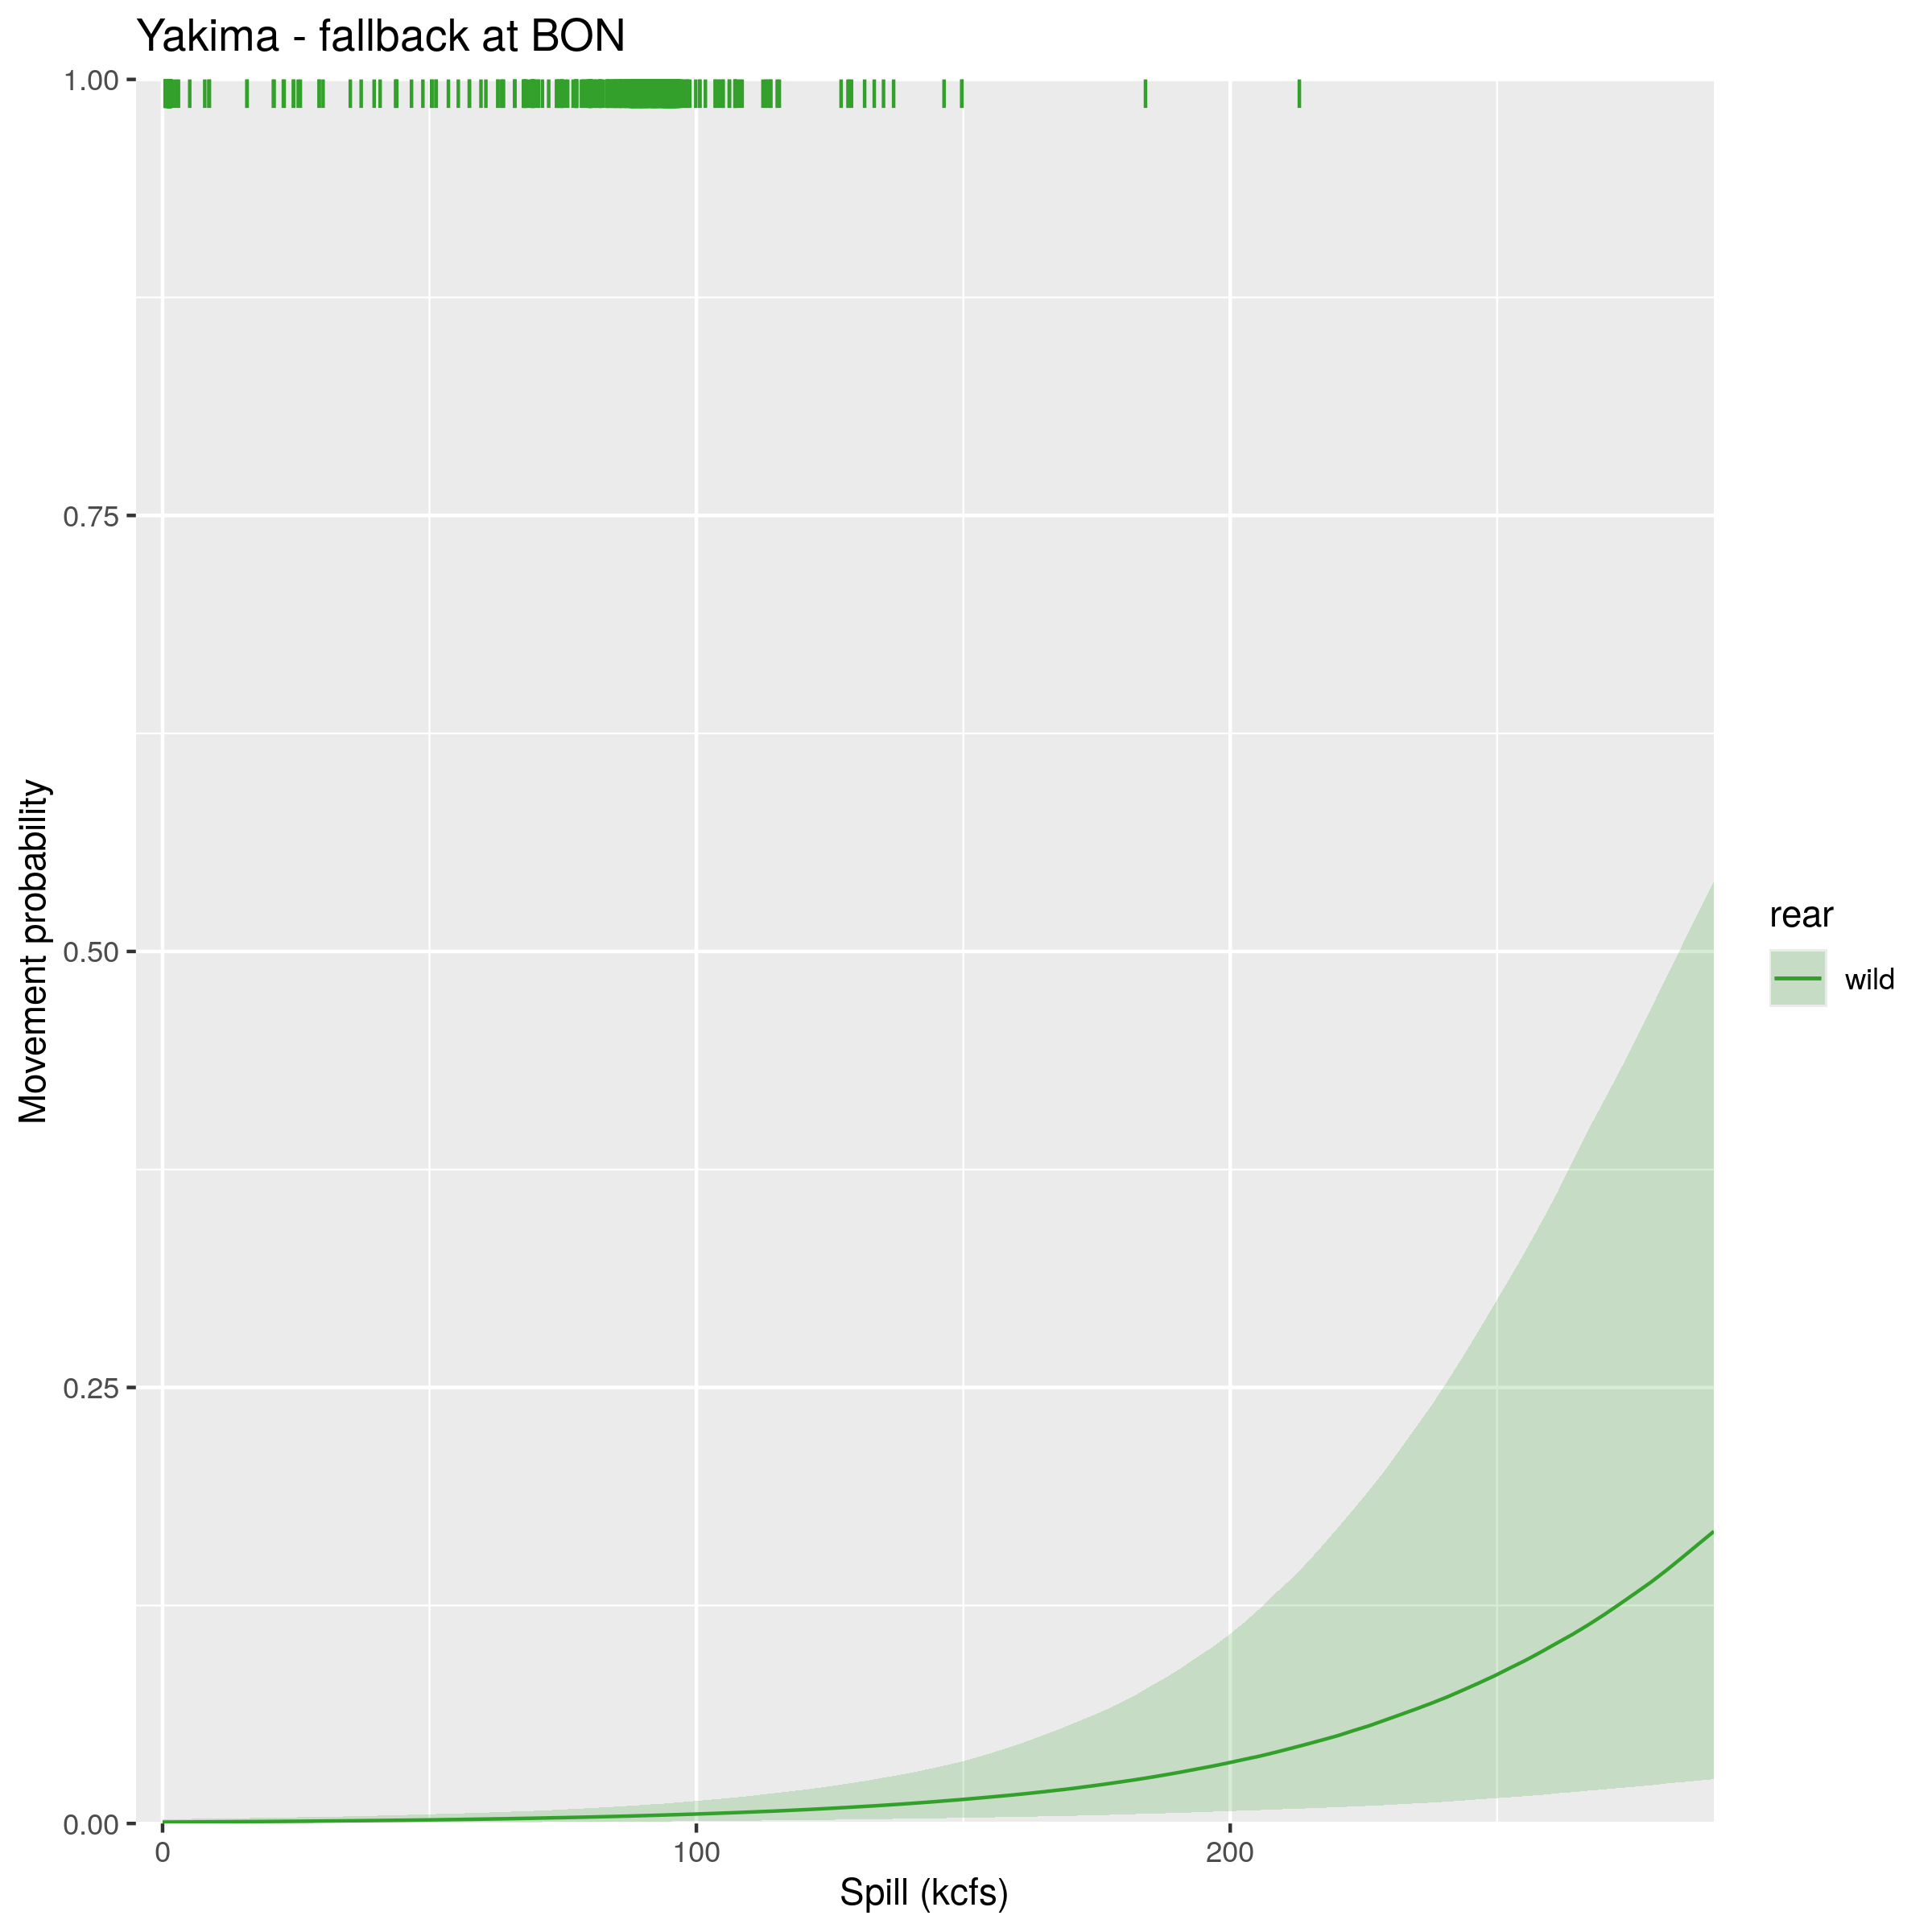 Yakima - fallback at BON
1.00
0.75
0.50
0.25
0.00
Movement probability
0
100
200
Spill (kcfs)
rear
wild